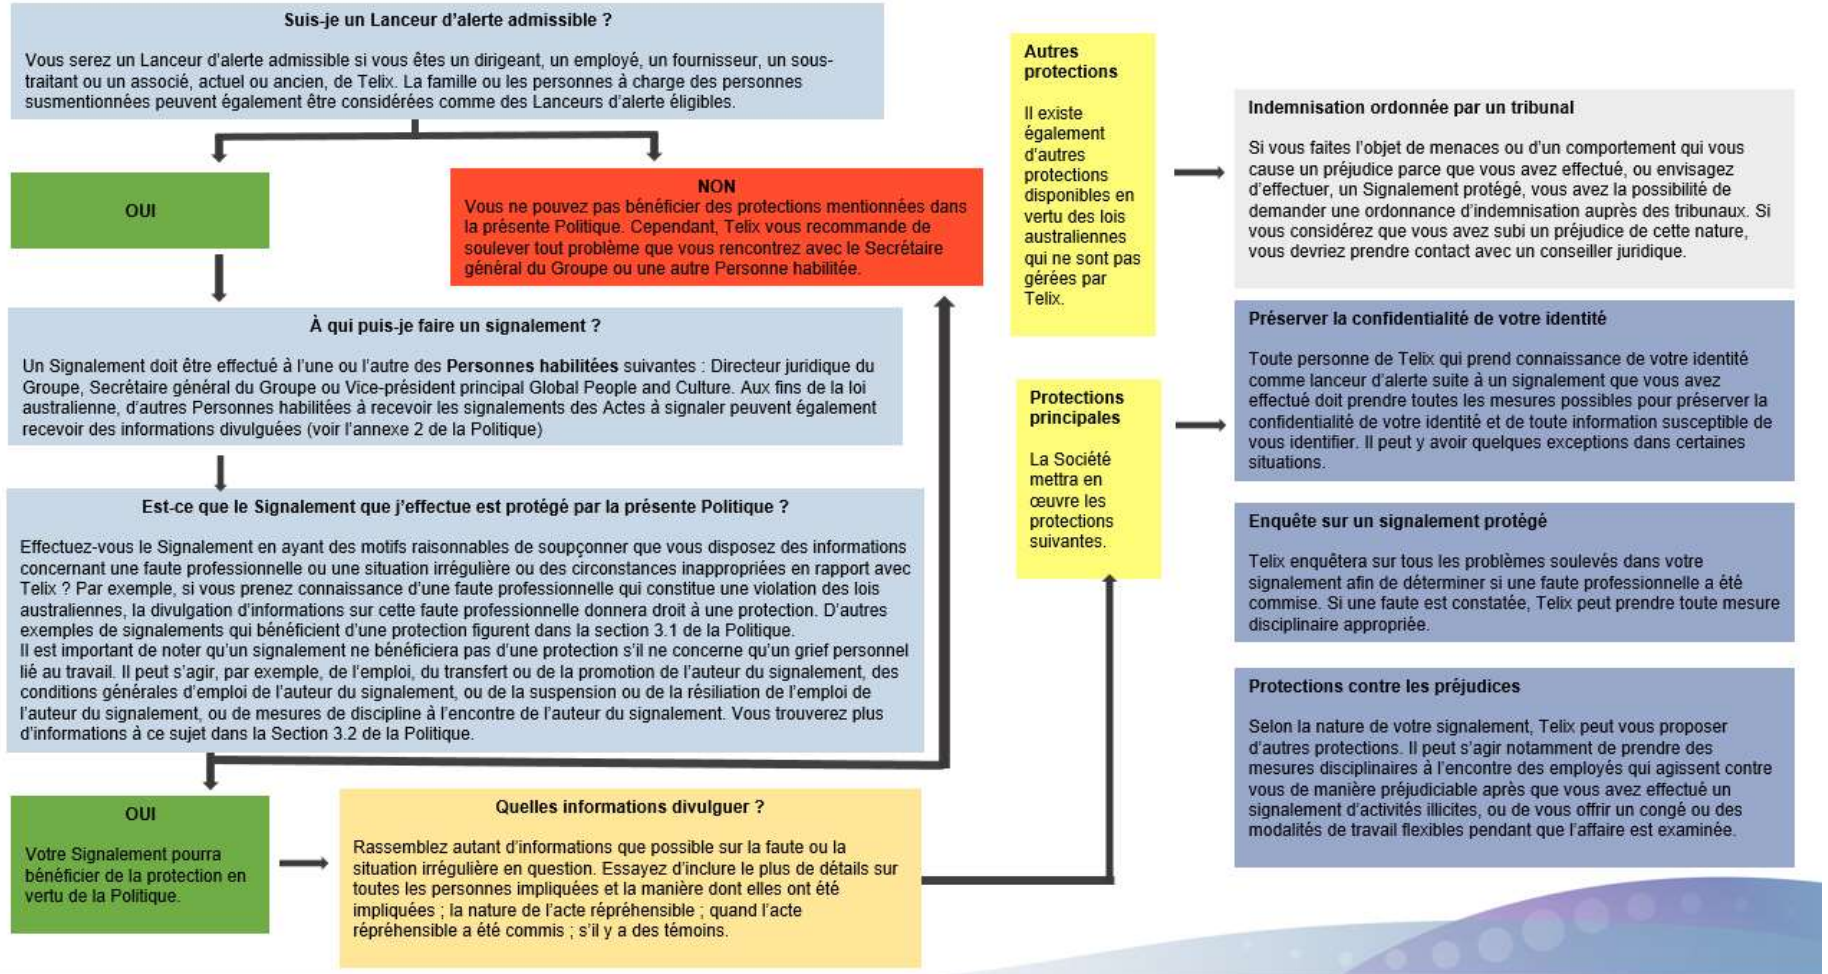 Suis-je un Lanceur d'alerte admissible ?
Vous serez un Lanceur d'alerte admissible si vous êtes un dirigeant, un employé, un fournisseur, un sous-
traitant ou un associé, actuel ou ancien, de Telix. La famille ou les personnes à charge des personnes
susmentionnées peuvent également être considérées comme des Lanceurs d'alerte éligibles.
OUI
NON
Vous ne pouvez pas bénéficier des protections mentionnées dans
la présente Politique. Cependant, Telix vous recommande de
soulever tout problème que vous rencontrez avec le Secrétaire
général du Groupe ou une autre Personne habilitée.
À qui puis-je faire un signalement ?
Un Signalement doit être effectué à l'une ou l'autre des Personnes habilitées suivantes : Directeur juridique du
Groupe, Secrétaire général du Groupe ou Vice-président principal Global People and Culture. Aux fins de la loi
australienne, d'autres Personnes habilitées à recevoir les signalements des Actes à signaler peuvent également
recevoir des informations divulguées (voir l'annexe 2 de la Politique)
Est-ce que le Signalement que j'effectue est protégé par la présente Politique ?
Effectuez-vous le Signalement en ayant des motifs raisonnables de soupçonner que vous disposez des informations
concernant une faute professionnelle ou une situation irrégulière ou des circonstances inappropriées en rapport avec
Telix ? Par exemple, si vous prenez connaissance d'une faute professionnelle qui constitue une violation des lois
australiennes, la divulgation d'informations sur cette faute professionnelle donnera droit à une protection. D'autres
exemples de signalements qui bénéficient d'une protection figurent dans la section 3.1 de la Politique.
Il est important de noter qu'un signalement ne bénéficiera pas d'une protection s'il ne concerne qu'un grief personnel
lié au travail. Il peut s'agir, par exemple, de l'emploi, du transfert ou de la promotion de l'auteur du signalement, des
conditions générales d'emploi de l'auteur du signalement, ou de la suspension ou de la résiliation de l'emploi de
l'auteur du signalement, ou de mesures de discipline à l'encontre de l'auteur du signalement. Vous trouverez plus
d'informations à ce sujet dans la Section 3.2 de la Politique.
OUI
Votre Signalement pourra
bénéficier de la protection en
vertu de la Politique.
Quelles informations divulguer ?
Rassemblez autant d'informations que possible sur la faute ou la
situation irrégulière en question. Essayez d'inclure le plus de détails sur
toutes les personnes impliquées et la manière dont elles ont été
impliquées ; la nature de l'acte répréhensible ; quand l'acte
répréhensible a été commis ; s'il y a des témoins.
Autres
protections
Il existe
également
d'autres
protections
disponibles en
vertu des lois
australiennes
qui ne sont pas
gérées par
Telix.
Indemnisation ordonnée par un tribunal
Si vous faites l'objet de menaces ou d'un comportement qui vous
cause un préjudice parce que vous avez effectué, ou envisagez
d'effectuer, un Signalement protégé, vous avez la possibilité de
demander une ordonnance d'indemnisation auprès des tribunaux. Si
vous considérez que vous avez subi un préjudice de cette nature,
vous devriez prendre contact avec un conseiller juridique.
Protections
principales
La Société
mettra en
œuvre les
protections
suivantes.
Préserver la confidentialité de votre identité
Toute personne de Telix qui prend connaissance de votre identité
comme lanceur d'alerte suite à un signalement que vous avez
effectué doit prendre toutes les mesures possibles pour préserver la
confidentialité de votre identité et de toute information susceptible de
vous identifier. Il peut y avoir quelques exceptions dans certaines
situations.
Enquête sur un signalement protégé
Telix enquêtera sur tous les problèmes soulevés dans votre
signalement afin de déterminer si une faute professionnelle a été
commise. Si une faute est constatée, Telix peut prendre toute mesure
disciplinaire appropriée.
Protections contre les préjudices
Selon la nature de votre signalement, Telix peut vous proposer
d'autres protections. Il peut s'agir notamment de prendre des
mesures disciplinaires à l'encontre des employés qui agissent contre
vous de manière préjudiciable après que vous avez effectué un
signalement d'activités illicites, ou de vous offrir un congé ou des
modalités de travail flexibles pendant que l'affaire est examinée.